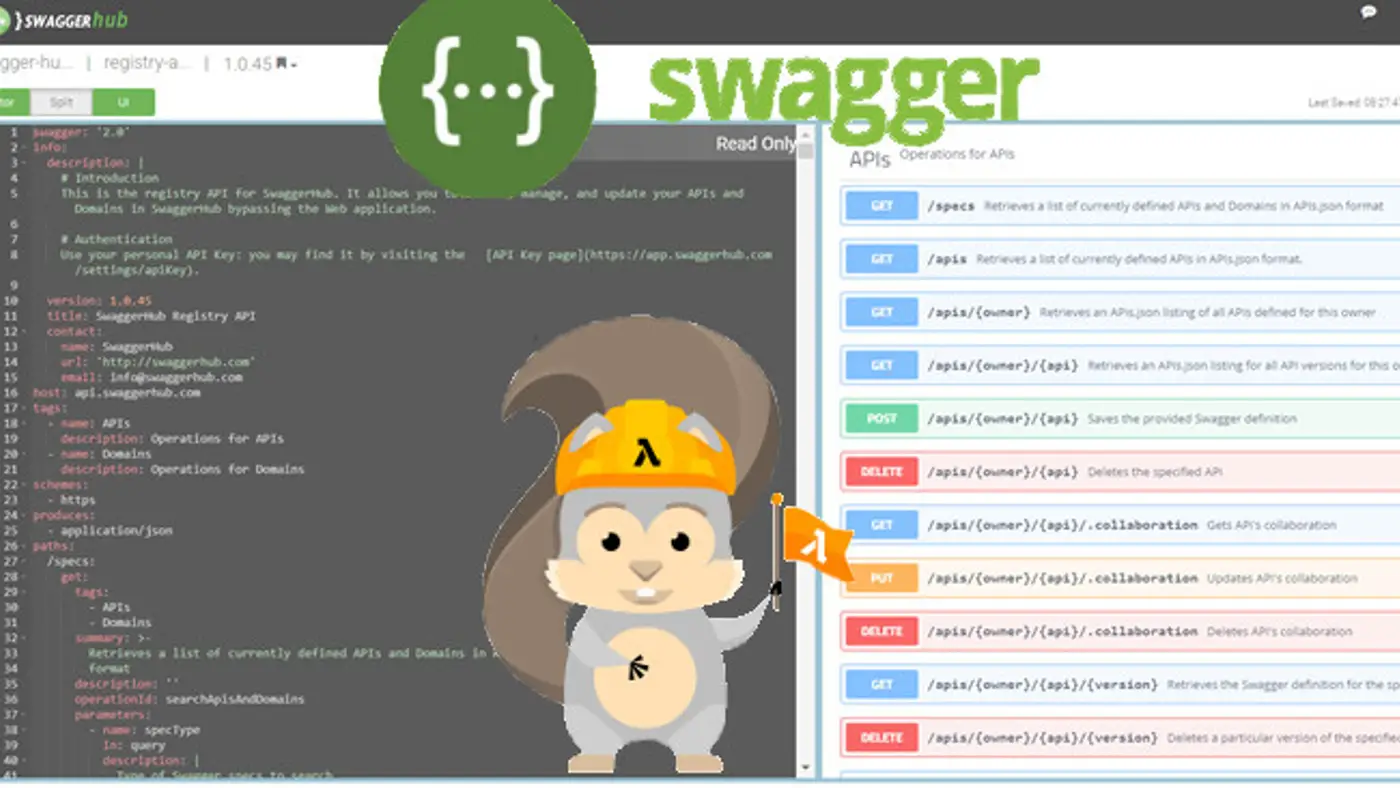 }SWAGGERhub
gger-hu... | registry-a... | 1.0.45
tor Split UI
{...}
swagger
Last Saved: 08:27:4
Read Only
1 swagger: '2.0'
2 info:
3 description: |
4 # Introduction
5 This is the registry API for SwaggerHub. It allows you to manage, and update your APIs and
Domains in SwaggerHub bypassing the Web application.
6
7 # Authentication
8 Use your personal API Key: you may find it by visiting the [API Key page](https://app.swaggerhub.com
/settings/apiKey).
9
10 version: 1.0.45
11 title: SwaggerHub Registry API
12 contact:
13 name: SwaggerHub
14 url: 'http://swaggerhub.com'
15 email: info@swaggerhub.com
16 host: api.swaggerhub.com
17 tags:
18 - name: APIs
19 description: Operations for APIs
20 - name: Domains
21 description: Operations for Domains
22 schemes:
23 - https
24 produces:
25 - application/json
26 paths:
27 /specs:
28 get:
29 tags:
30 - APIs
31 - Domains
32 summary: >-
33 Retrieves a list of currently defined APIs and Domains in
34 format
35 description: ''
36 operationId: searchApisAndDomains
37 parameters:
38 - name: specType
39 in: query
40 description: |
41 Type of Swagger specs to search
λ
λ
APIs Operations for APIs
GET /specs Retrieves a list of currently defined APIs and Domains in APIs.json format
GET /apis Retrieves a list of currently defined APIs in APIs.json format.
GET /apis/{owner} Retrieves an APIs.json listing of all APIs defined for this owner
GET /apis/{owner}/{api} Retrieves an APIs.json listing for all API versions for this o
POST /apis/{owner}/{api} Saves the provided Swagger definition
DELETE /apis/{owner}/{api} Deletes the specified API
GET /apis/{owner}/{api}/.collaboration Gets API's collaboration
PUT /apis/{owner}/{api}/.collaboration Updates API's collaboration
DELETE /apis/{owner}/{api}/.collaboration Deletes API's collaboration
GET /apis/{owner}/{api}/{version} Retrieves the Swagger definition for the sp
DELETE /apis/{owner}/{api}/{version} Deletes a particular version of the specifie